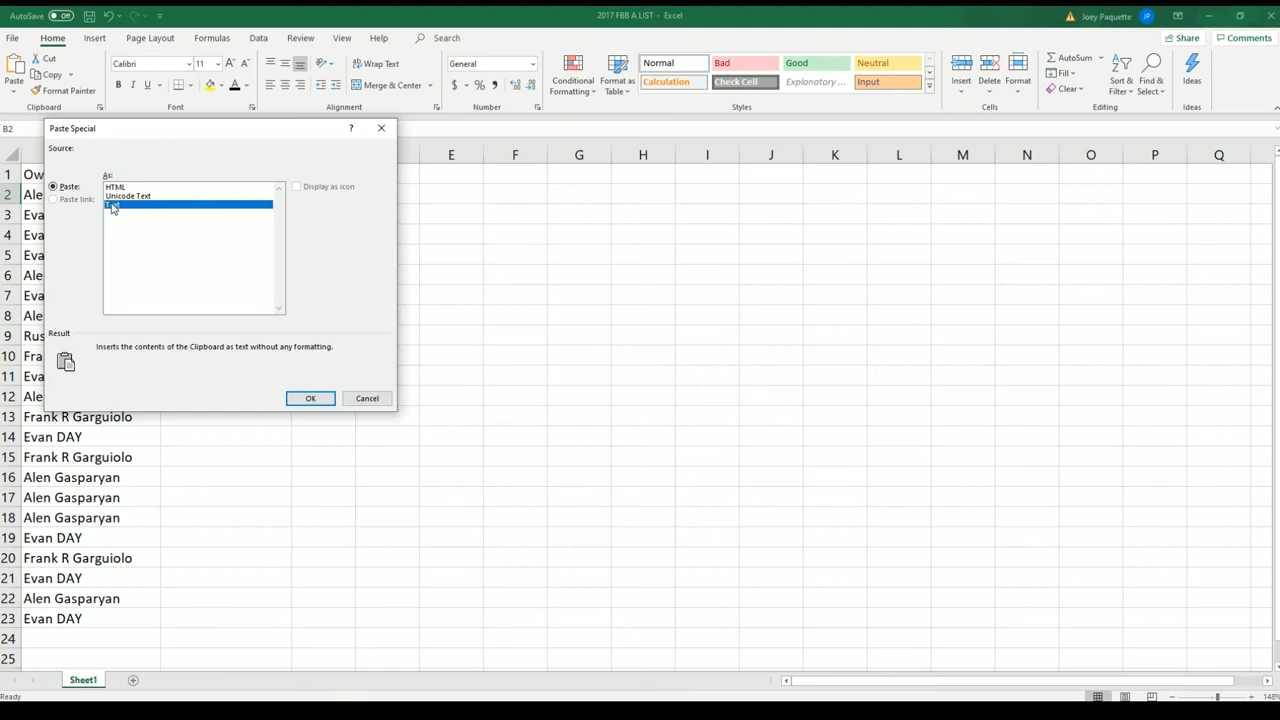 AutoSave Off 2017 FBB A LIST - Excel Joey Paquette JP
File Home Insert Page Layout Formulas Data Review View Help Search Share Comments
Paste Cut Copy Format Painter Clipboard
Calibri 11 A A B I U A Font
Wrap Text Merge & Center Alignment
General $ % 9 Number
Conditional Formatting Format as Table
Normal Bad Good Neutral
Calculation Check Cell Explanatory ... Input
Styles
Insert Delete Format Cells
AutoSum Fill Clear Sort & Filter Find & Select Editing
Ideas Ideas
B2
Paste Special ?
Source:
As:
Paste:
Paste link:
HTML
Unicode Text
Display as icon
Result
Inserts the contents of the Clipboard as text without any formatting.
OK Cancel
E F G H I J K L M N O P Q
1 Ow
2 Ale
3 Eva
4 Eva
5 Eva
6 Ale
7 Eva
8 Ale
9 Rus
10 Fra
11 Eva
12 Ale
13 Frank R Garguiolo
14 Evan DAY
15 Frank R Garguiolo
16 Alen Gasparyan
17 Alen Gasparyan
18 Alen Gasparyan
19 Evan DAY
20 Frank R Garguiolo
21 Evan DAY
22 Alen Gasparyan
23 Evan DAY
24
25
Sheet1
Ready 148%